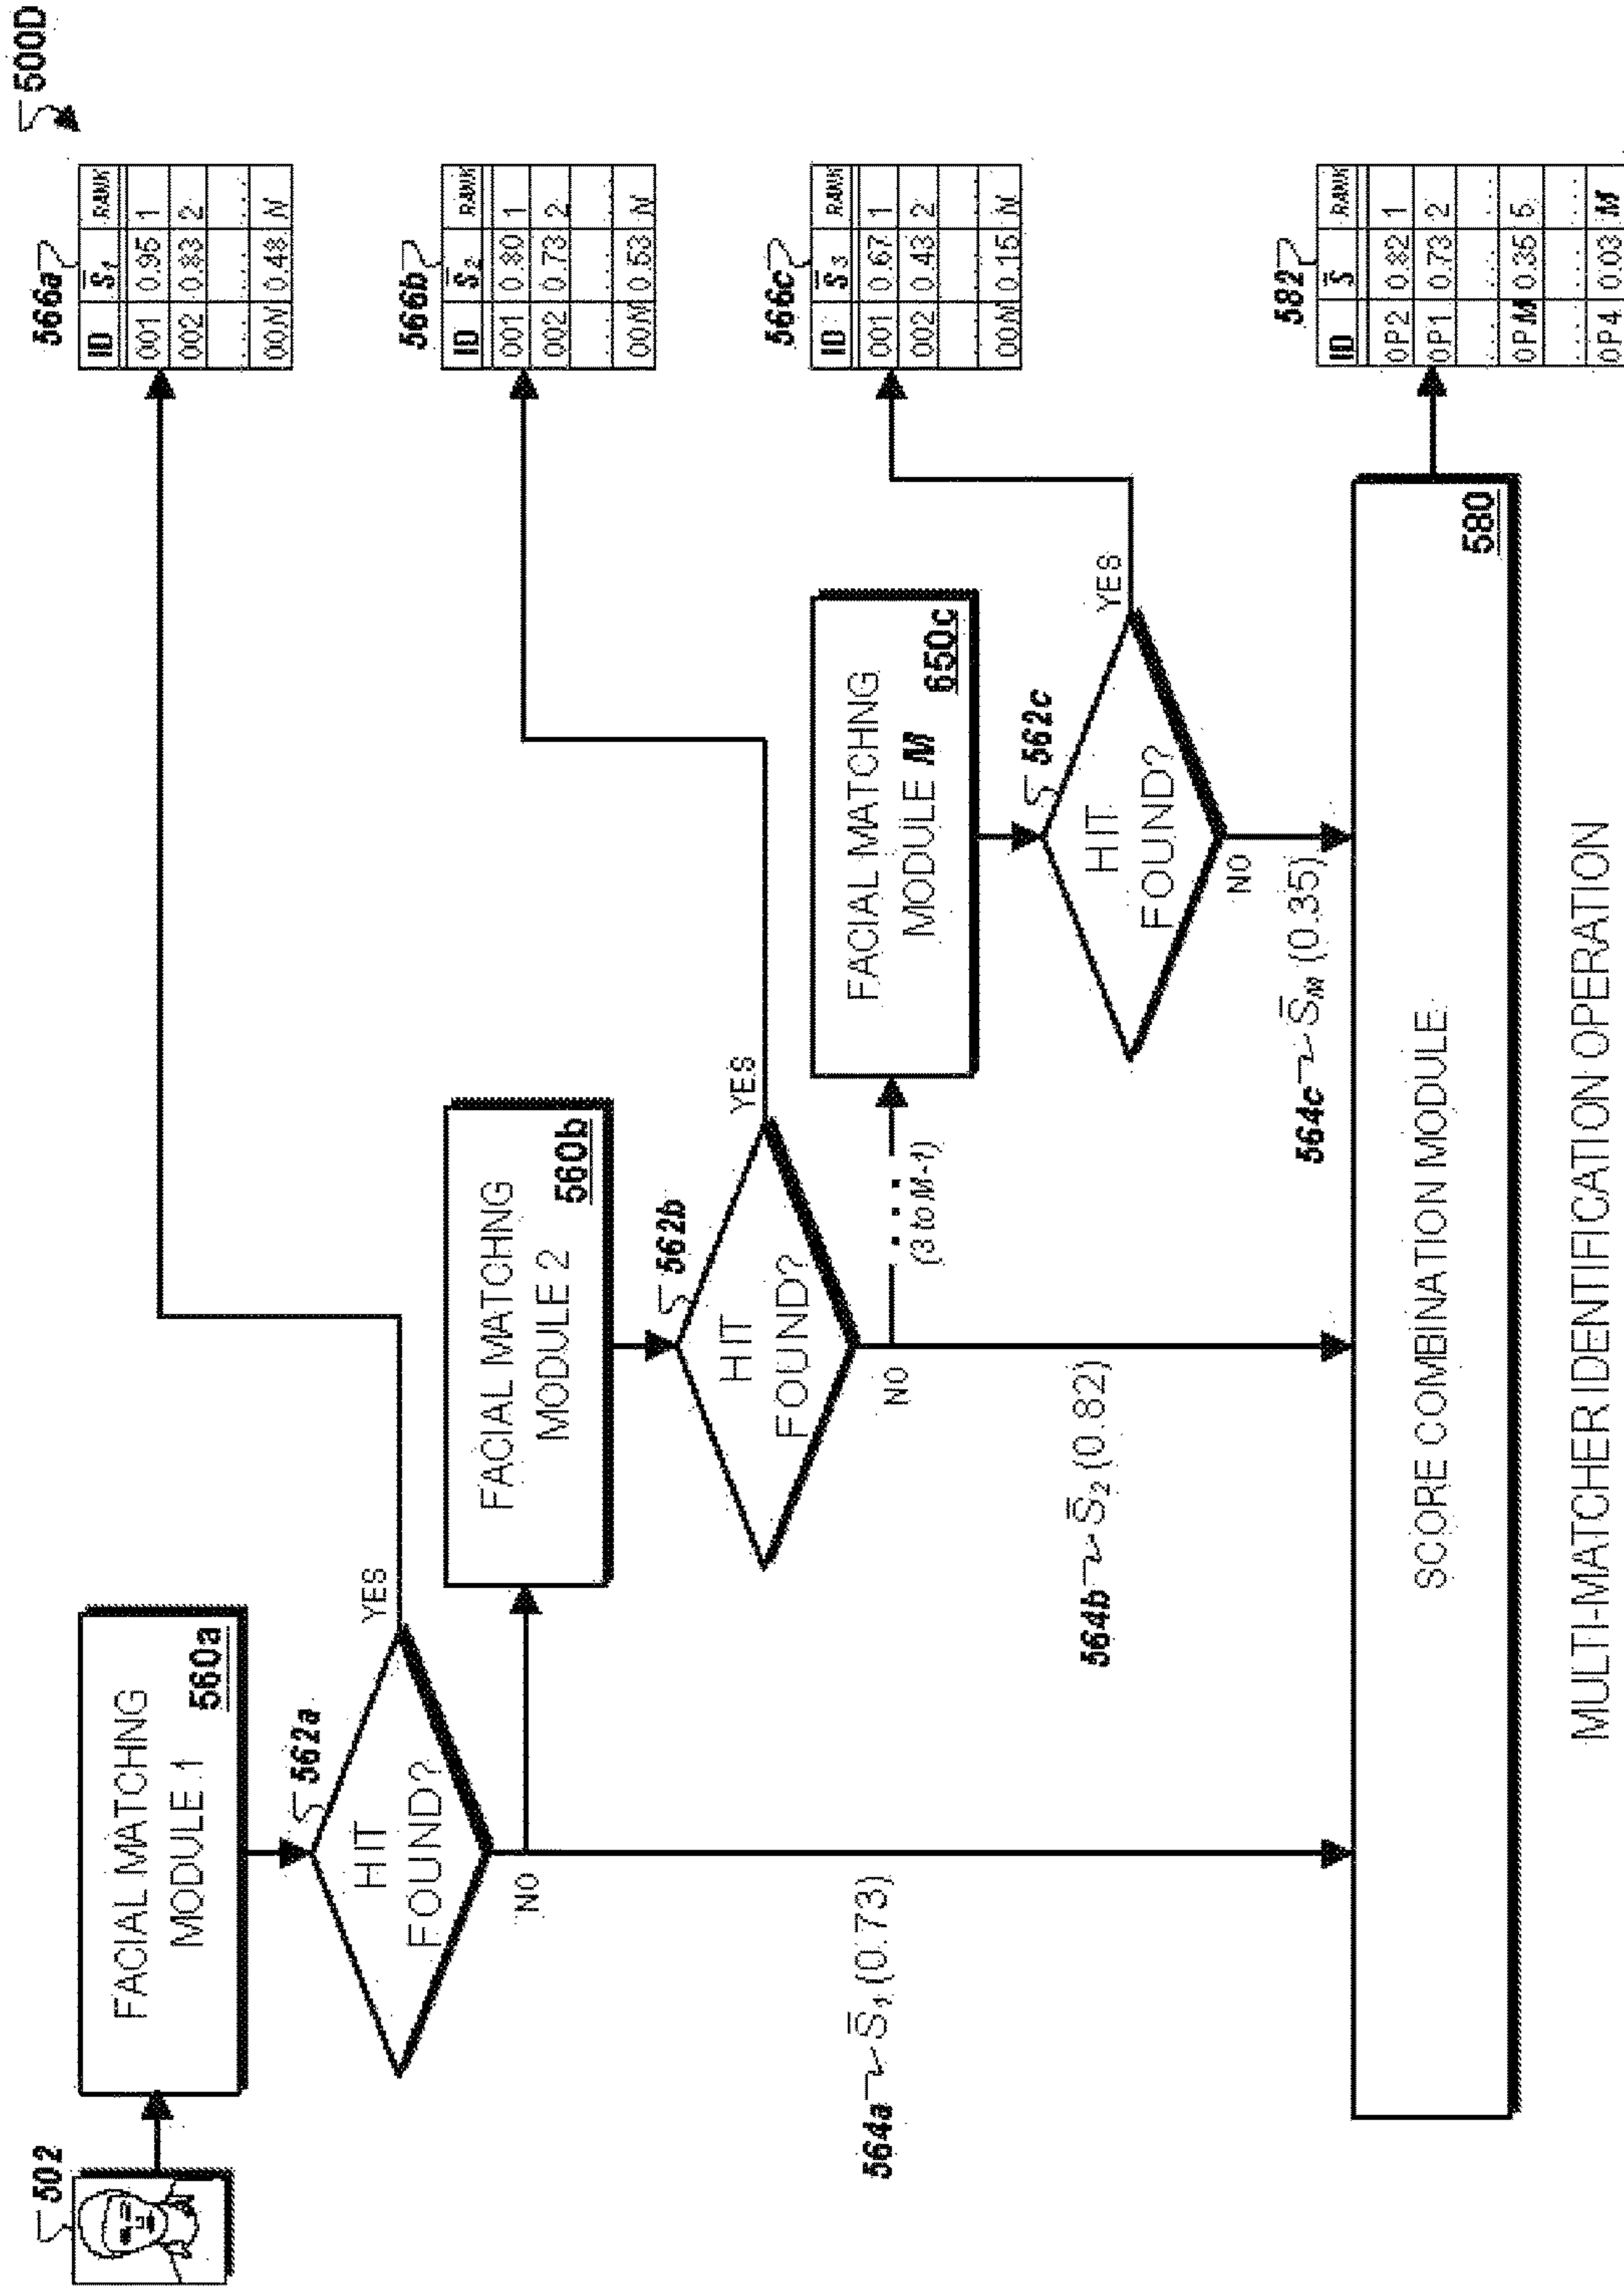 500D
502
FACIAL MATCHING
MODULE 1
560a
562a
HIT
FOUND?
YES
NO
566a
ID S̄1 RANK
001 0.95 1
002 0.83 2
.... .... ....
00N 0.48 N
FACIAL MATCHING
MODULE 2
560b
562b
HIT
FOUND?
YES
NO
566b
ID S̄2 RANK
001 0.80 1
002 0.73 2
.... .... ....
00N 0.53 N
(3 to M-1)
FACIAL MATCHNG
MODULE M
650c
562c
HIT
FOUND?
YES
NO
566c
ID S̄3 RANK
001 0.67 1
002 0.43 2
.... .... ....
00N 0.15 N
564a S̄1 (0.73)
564b S̄2 (0.82)
564c S̄M (0.35)
SCORE COMBINATION MODULE
580
582
ID S̄ RANK
0P2 0.82 1
0P1 0.73 2
.... .... ....
0PM 0.35 5
.... .... ....
0P4 0.03 M
MULTI-MATCHER IDENTIFICATION OPERATION